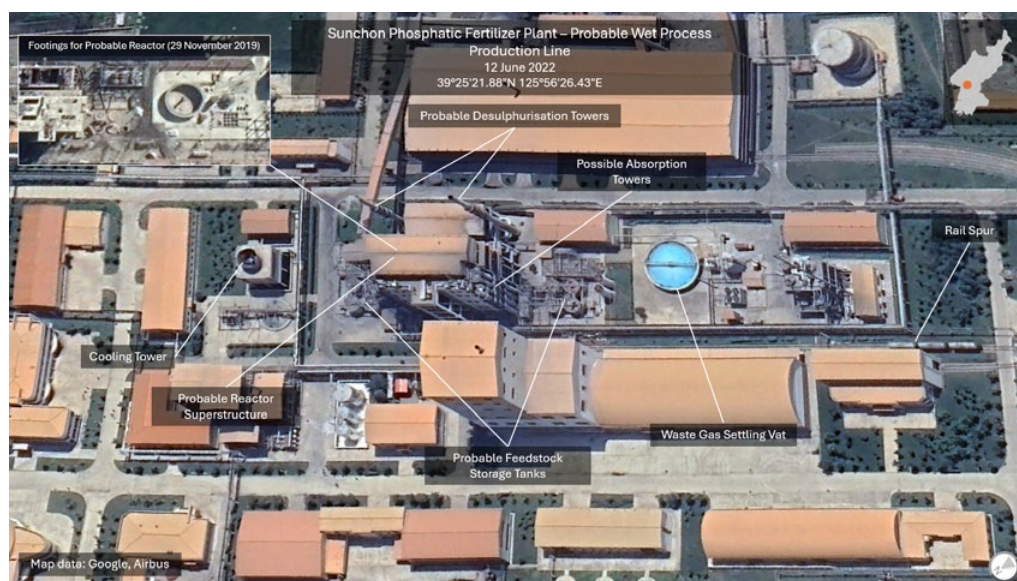 Footings for Probable Reactor (29 November 2019)
Sunchon Phosphatic Fertilizer Plant – Probable Wet Process
Production Line
12 June 2022
39°25'21.88"N 125°56'26.43"E
Probable Desulphurisation Towers
Possible Absorption
Towers
Rail Spur
Cooling Tower
Probable Reactor
Superstructure
Waste Gas Settling Vat
Probable Feedstock
Storage Tanks
Map data: Google, Airbus